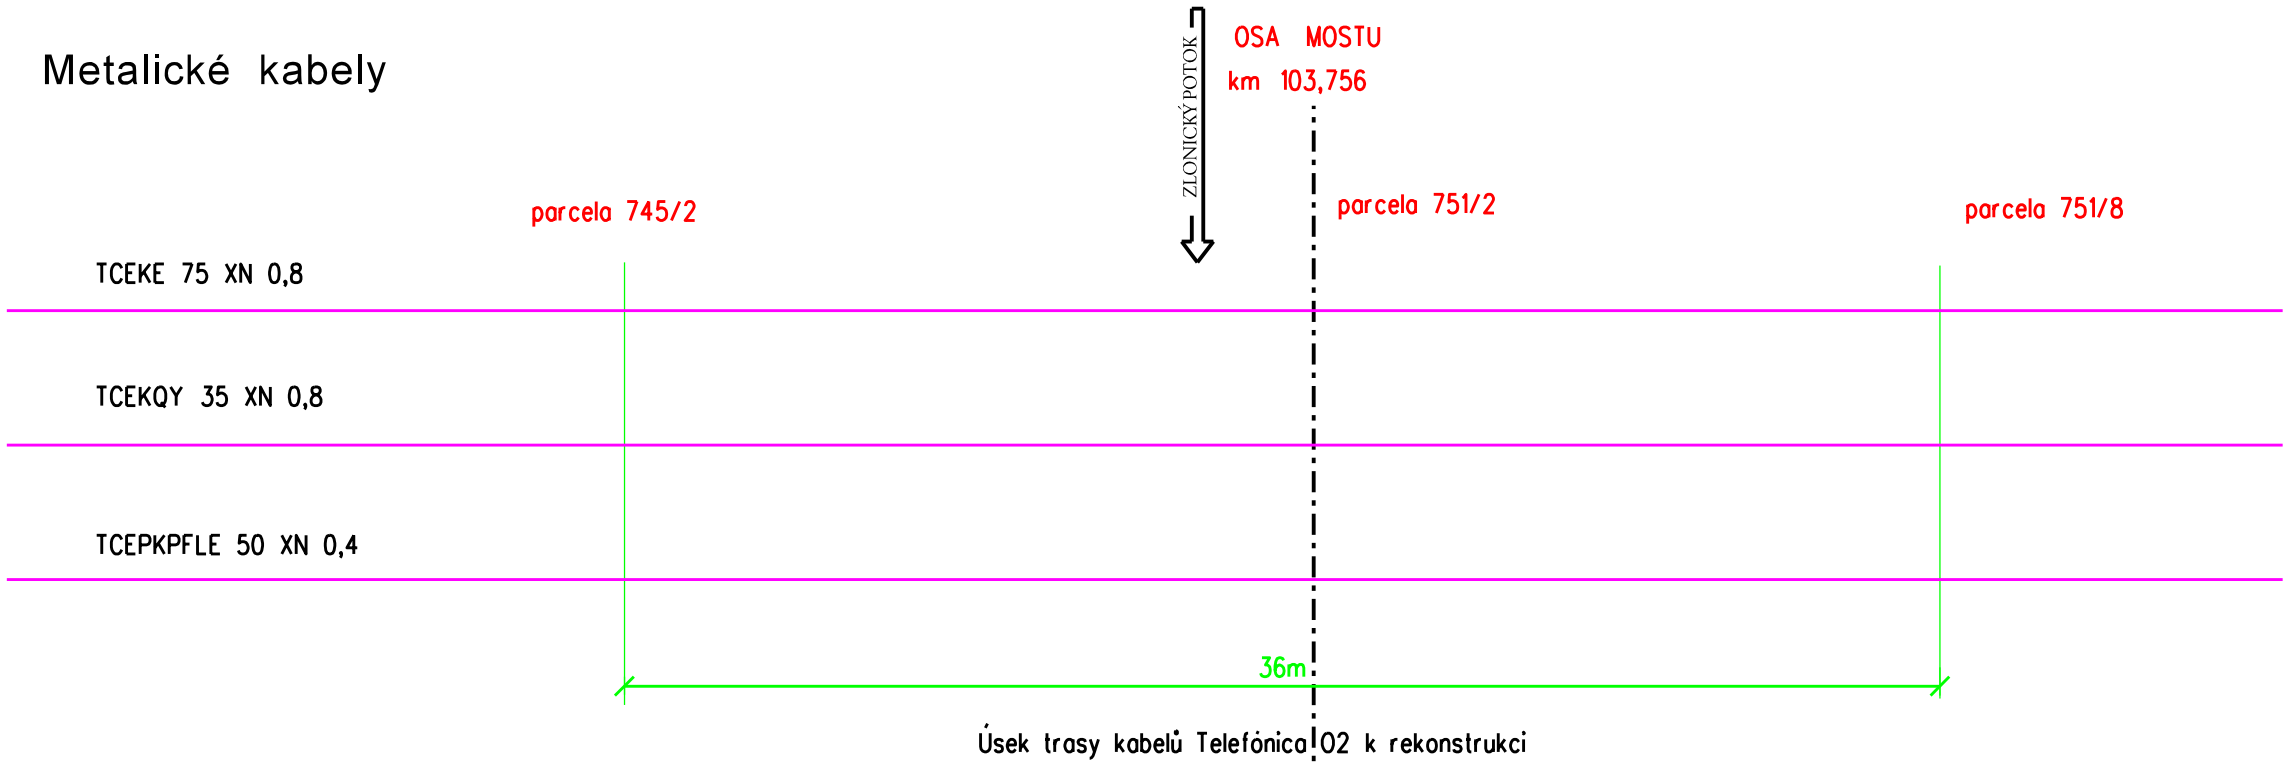 Metalické kabely
OSA MOSTU
km 103,756
ZLONICKÝ POTOK
parcela 745/2
parcela 751/2
parcela 751/8
TCEKE 75 XN 0,8
TCEKQY 35 XN 0,8
TCEPKPFLE 50 XN 0,4
36m
Úsek trasy kabelů Telefónica O2 k rekonstrukci